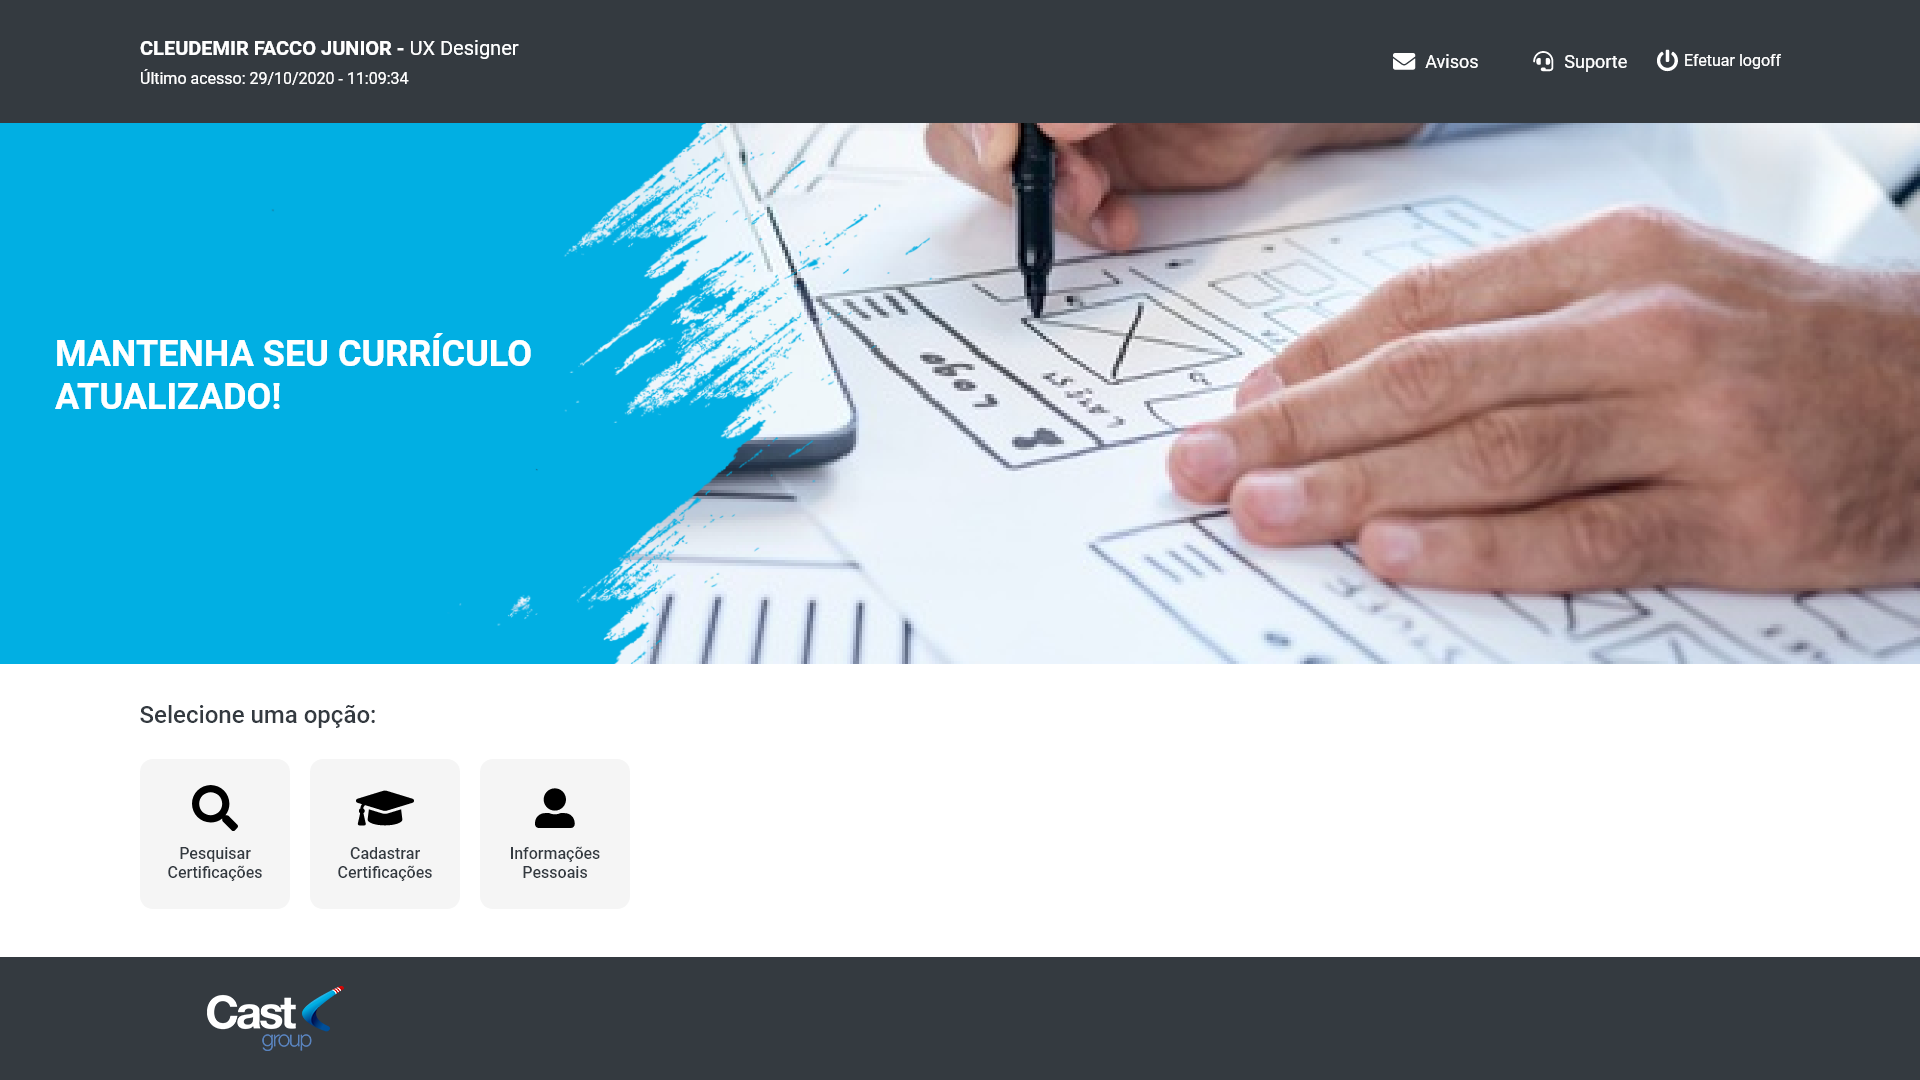 CLEUDEMIR FACCO JUNIOR - UX Designer
Último acesso: 29/10/2020 - 11:09:34
Avisos
Suporte
Efetuar logoff
MANTENHA SEU CURRÍCULO
ATUALIZADO!
Selecione uma opção:
Pesquisar
Certificações
Cadastrar
Certificações
Informações
Pessoais
Cast
group